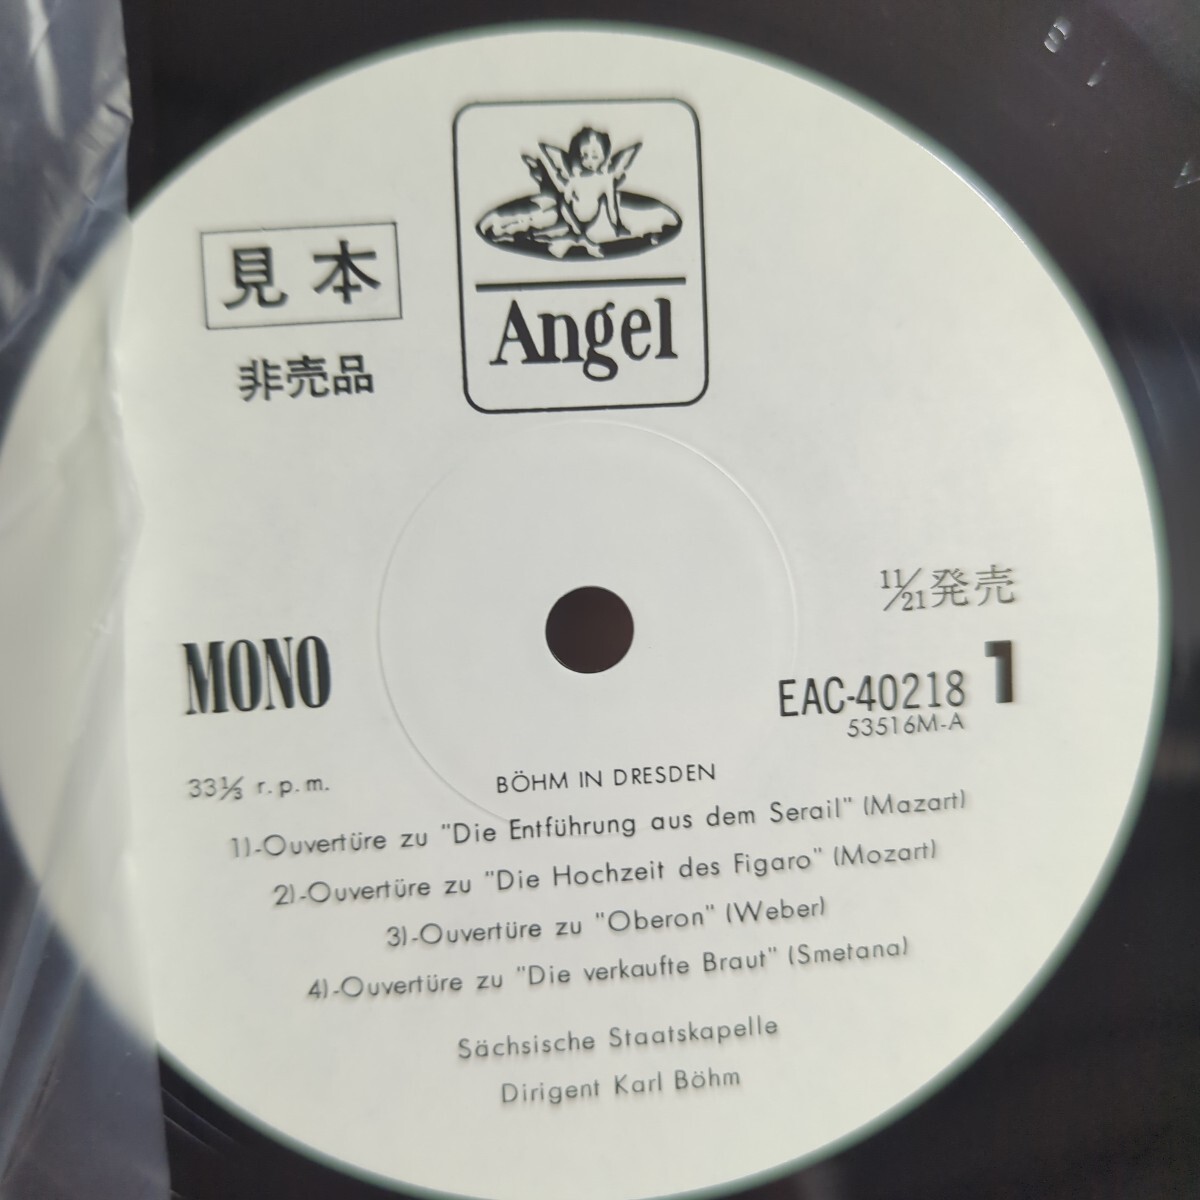 見本
非売品
Angel
11/21発売
MONO
EAC-40218 1
53516M-A
33⅓ r.p.m.
BÖHM IN DRESDEN
1)-Ouvertüre zu "Die Entführung aus dem Serail" (Mazart)
2)-Ouvertüre zu "Die Hochzeit des Figaro" (Mozart)
3)-Ouvertüre zu "Oberon" (Weber)
4)-Ouvertüre zu "Die verkaufte Braut" (Smetana)
Sächsische Staatskapelle
Dirigent Karl Böhm